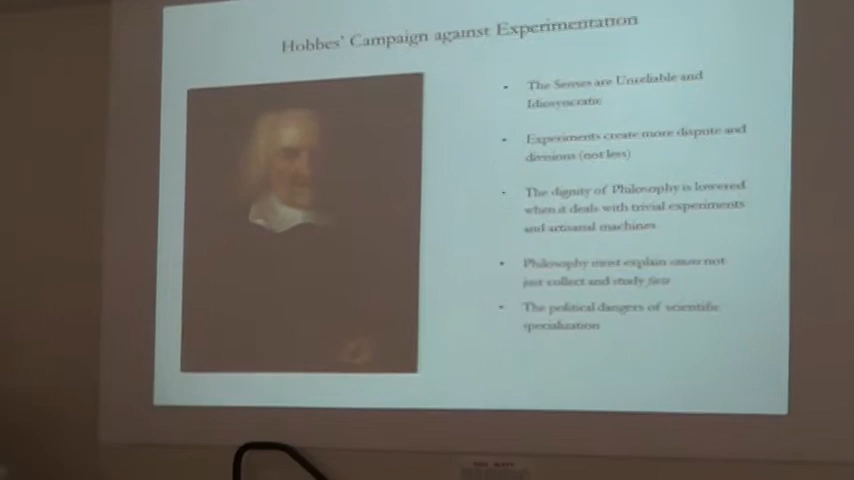 Hobbes' Campaign against Experimentation
• The Senses are Unreliable and
Idiosyncratic
• Experiments create more dispute and
divisions (not less)
• The dignity of Philosophy is lowered
when it deals with trivial experiments
and artisanal machines
• Philosophy must explain causes not
just collect and study facts
• The political dangers of scientific
specialization